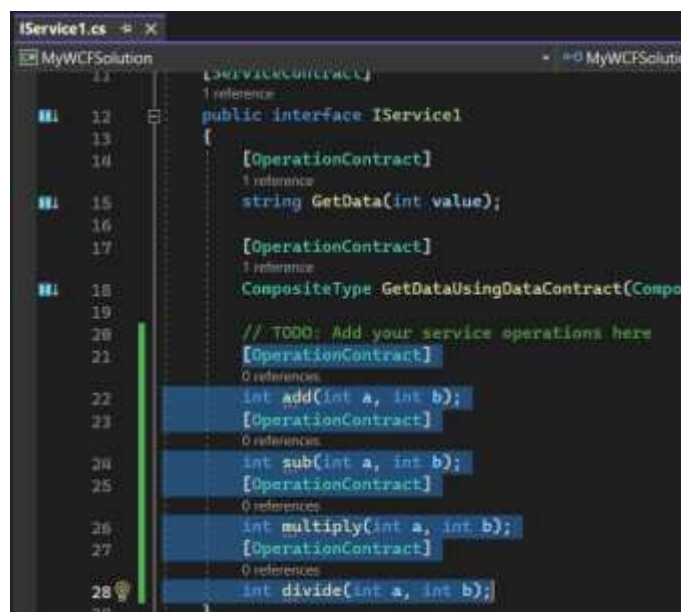 IService1.cs
MyWCFSolution MyWCFSoluti
11 [ServiceContract]
1 reference
12 public interface IService1
13 {
14 [OperationContract]
1 reference
15 string GetData(int value);
16
17 [OperationContract]
1 reference
18 CompositeType GetDataUsingDataContract(Compo
19
20 // TODO: Add your service operations here
21 [OperationContract]
0 references
22 int add(int a, int b);
23 [OperationContract]
0 references
24 int sub(int a, int b);
25 [OperationContract]
0 references
26 int multiply(int a, int b);
27 [OperationContract]
0 references
28 int divide(int a, int b);